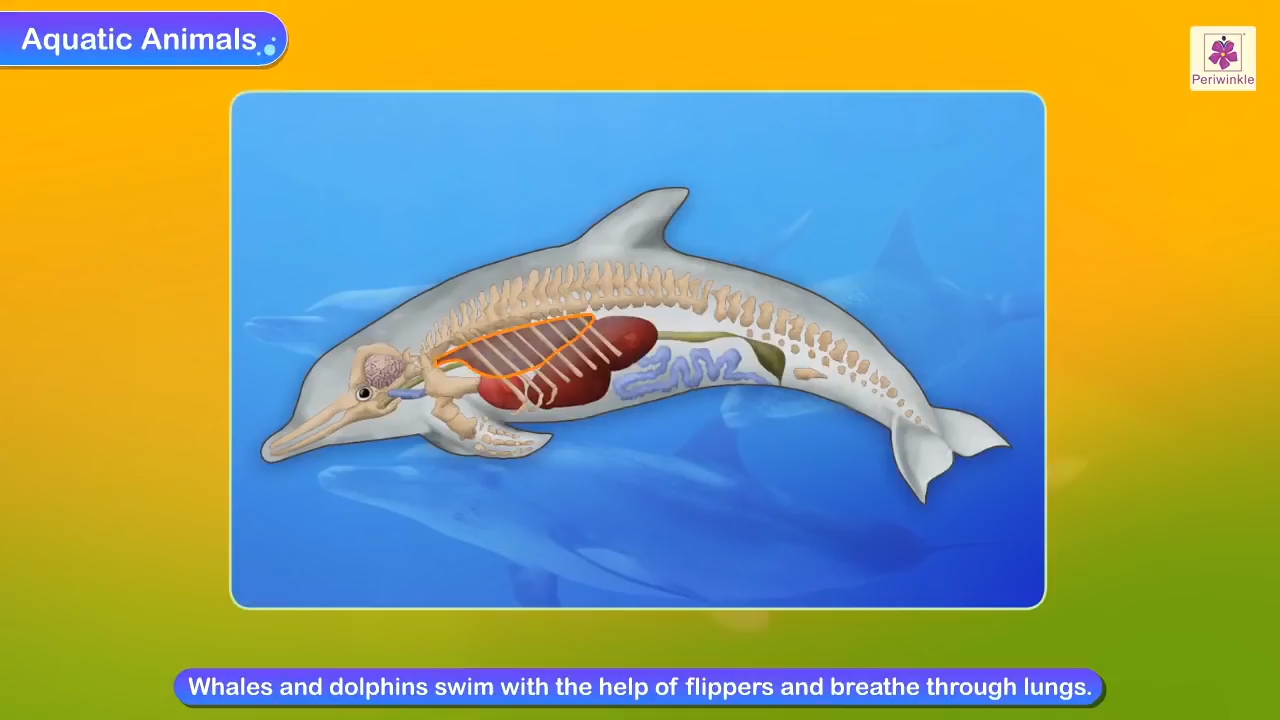 Aquatic Animals
Periwinkle
Whales and dolphins swim with the help of flippers and breathe through lungs.